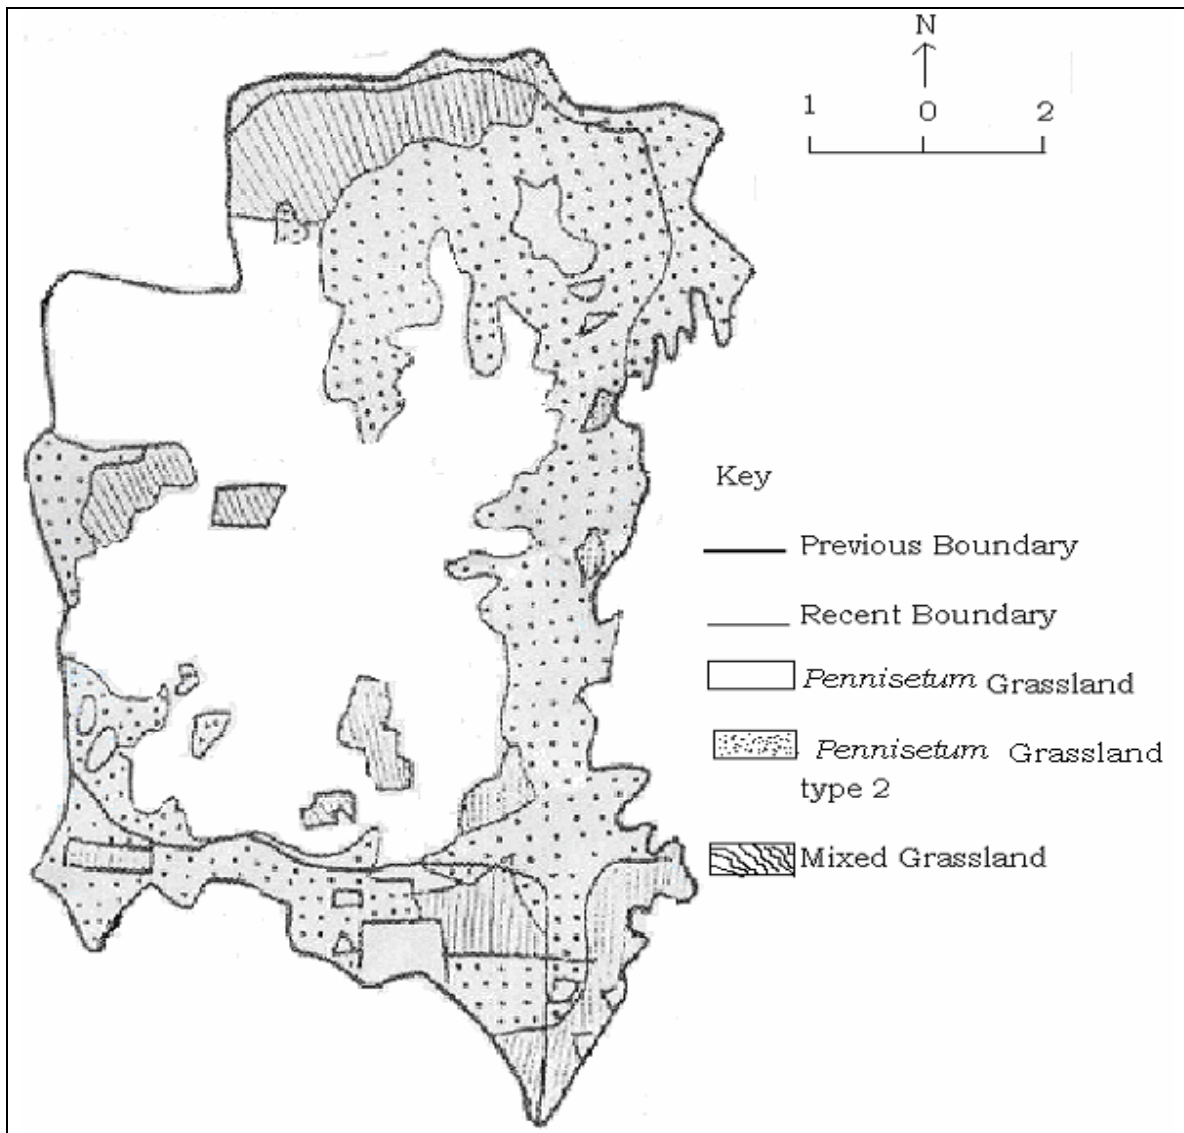 N
1 0 2
Key
Previous Boundary
Recent Boundary
Pennisetum Grassland
Pennisetum Grassland
type 2
Mixed Grassland